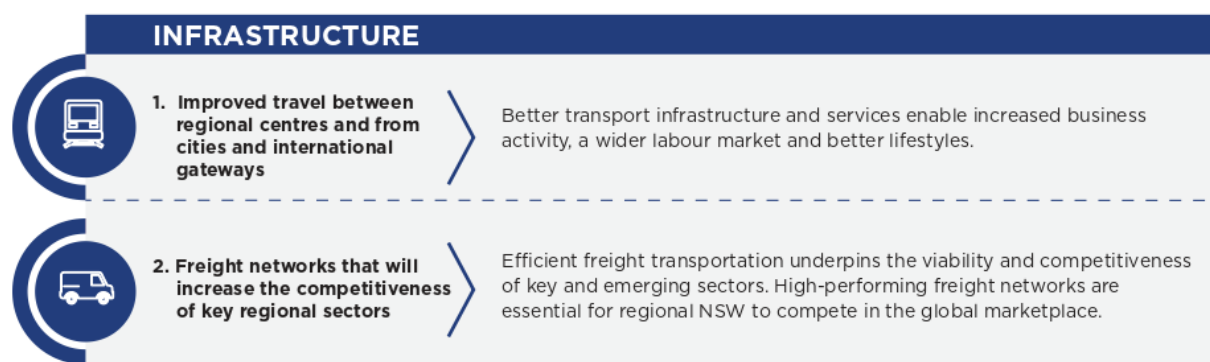 INFRASTRUCTURE
1. Improved travel between
regional centres and from
cities and international
gateways
Better transport infrastructure and services enable increased business
activity, a wider labour market and better lifestyles.
2. Freight networks that will
increase the competitiveness
of key regional sectors
Efficient freight transportation underpins the viability and competitiveness
of key and emerging sectors. High-performing freight networks are
essential for regional NSW to compete in the global marketplace.